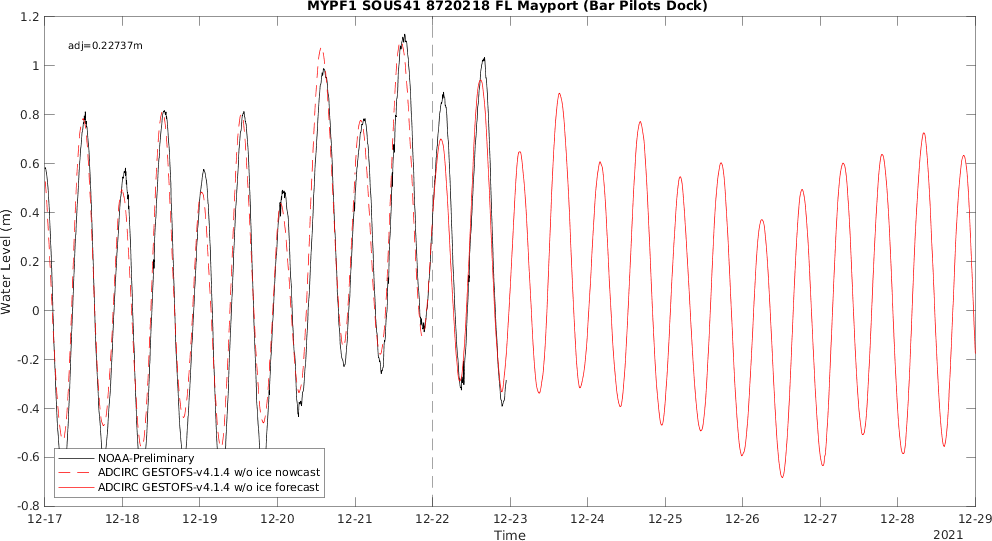 MYPF1 SOUS41 8720218 FL Mayport (Bar Pilots Dock)
adj=0.22737m
Water Level (m)
1.2
1
0.8
0.6
0.4
0.2
0
-0.2
-0.4
-0.6
-0.8
NOAA-Preliminary
ADCIRC GESTOFS-v4.1.4 w/o ice nowcast
ADCIRC GESTOFS-v4.1.4 w/o ice forecast
12-17 12-18 12-19 12-20 12-21 12-22 12-23 12-24 12-25 12-26 12-27 12-28 12-29
Time
2021